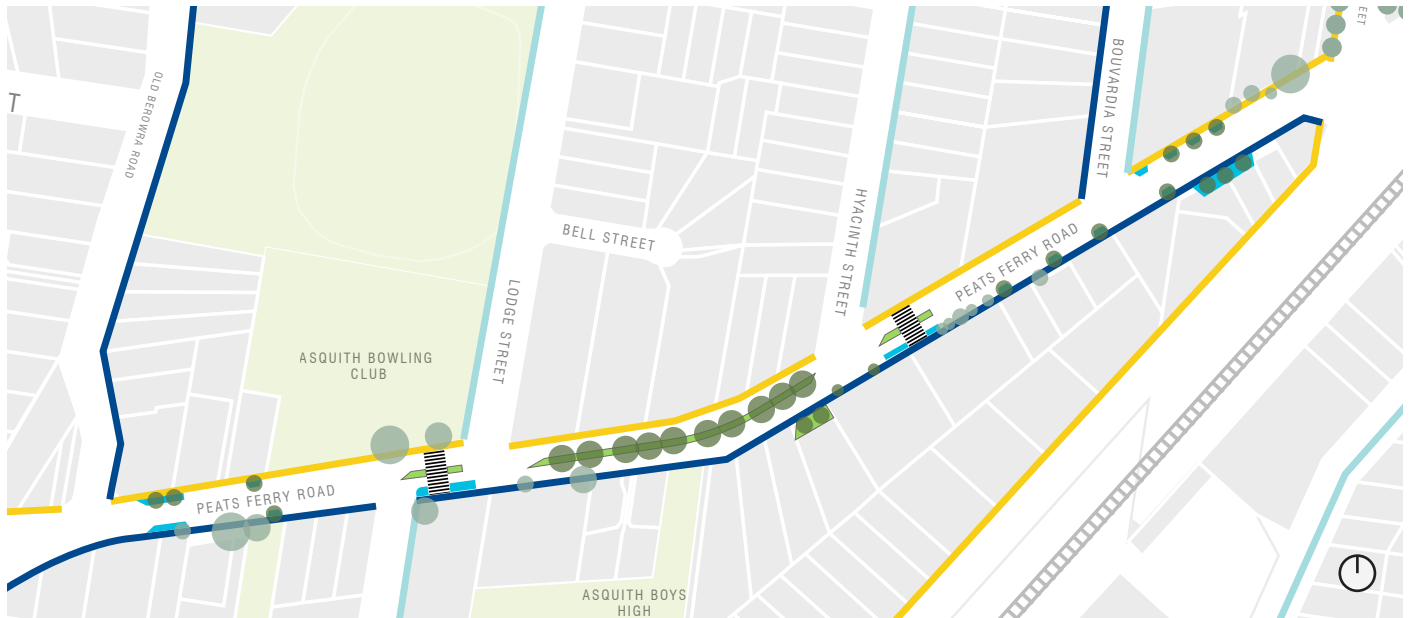 T
OLD BEROWRA ROAD
BOUVARDIA STREET
EET
HYACINTH STREET
BELL STREET
PEATS FERRY ROAD
LODGE STREET
ASQUITH BOWLING
CLUB
PEATS FERRY ROAD
ASQUITH BOYS
HIGH